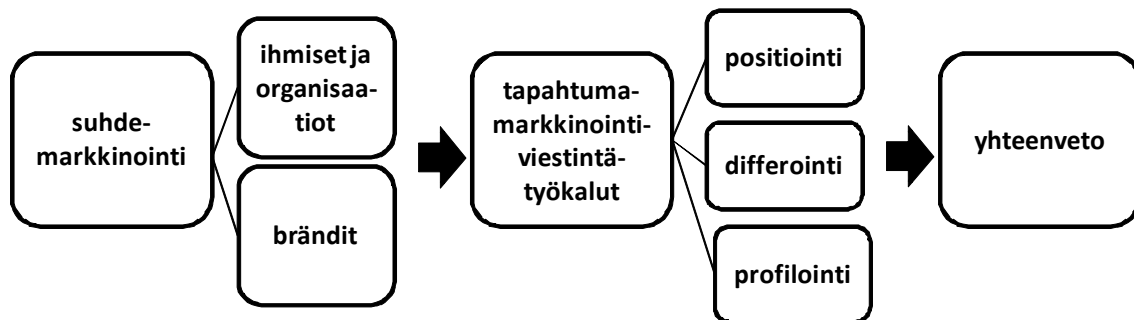 suhde-
markkinointi
ihmiset ja
organisaa-
tiot
brändit
tapahtuma-
markkinointi-
viestintä-
työkalut
positiointi
differointi
profilointi
yhteenveto